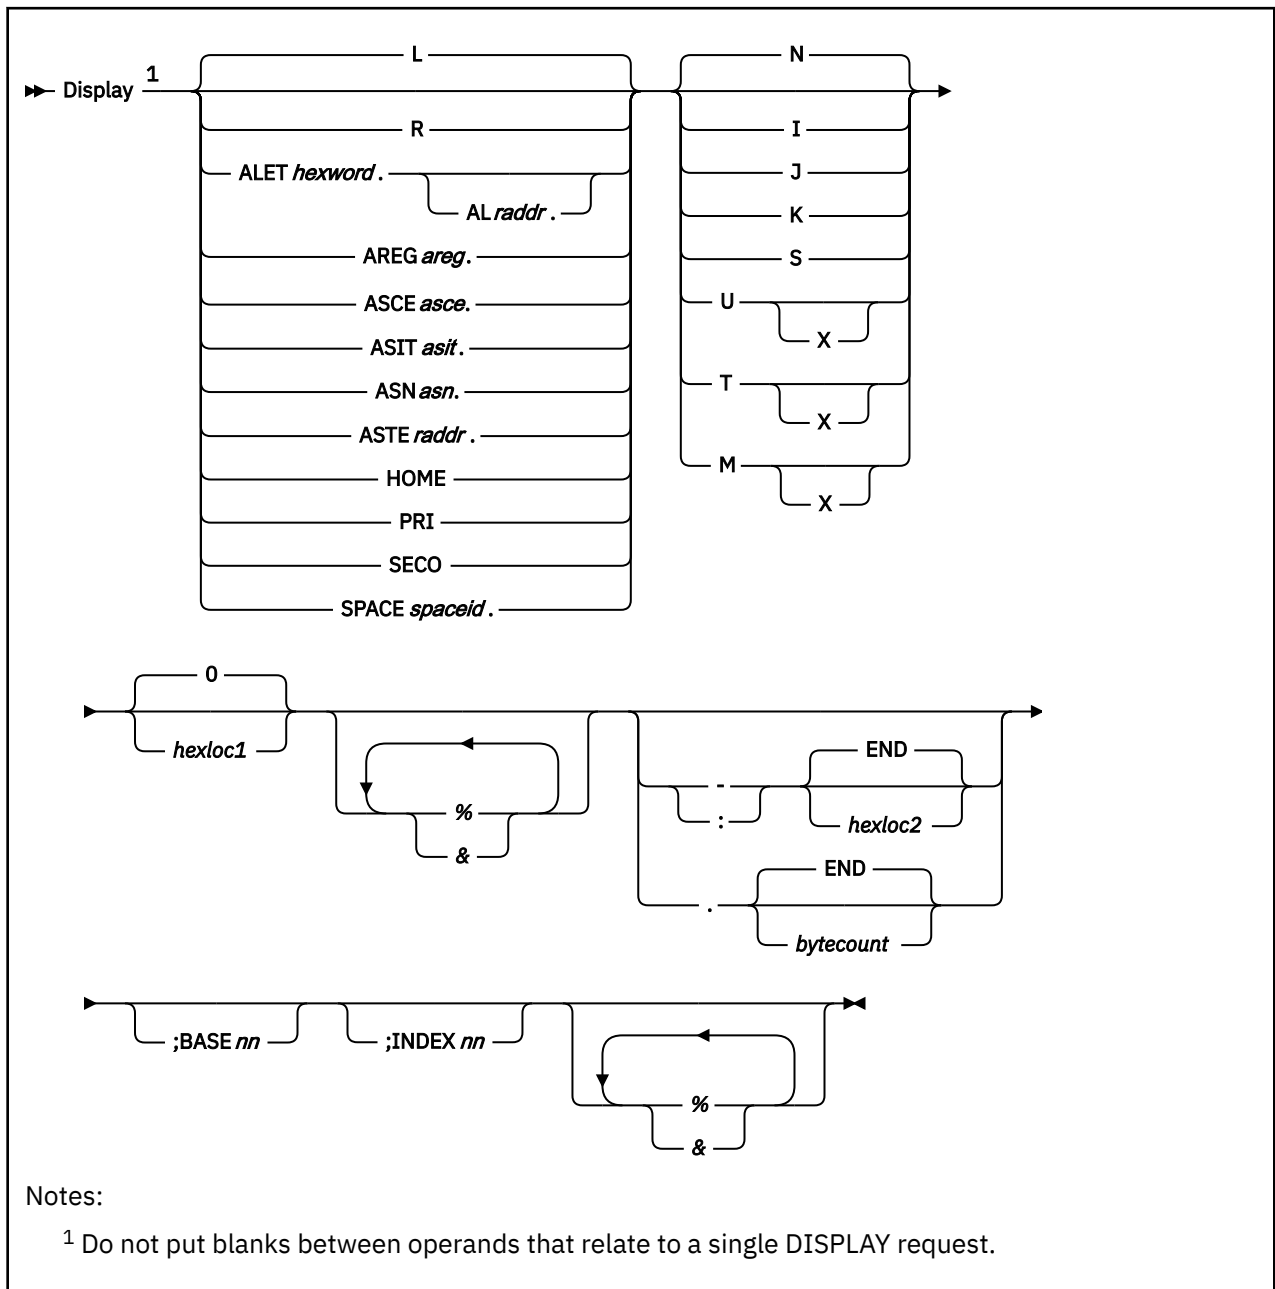 L N
Display 1
R I
ALET hexword. J
AL raddr. K
AREG areg. S
ASCE asce. U
ASIT asit. X
ASN asn. T
ASTE raddr. X
HOME M
PRI X
SECO
SPACE spaceid.
0
hexloc1
END
% - hexloc2
& :
END
.
bytecount
;BASE nn ;INDEX nn
%
&
Notes:
1 Do not put blanks between operands that relate to a single DISPLAY request.